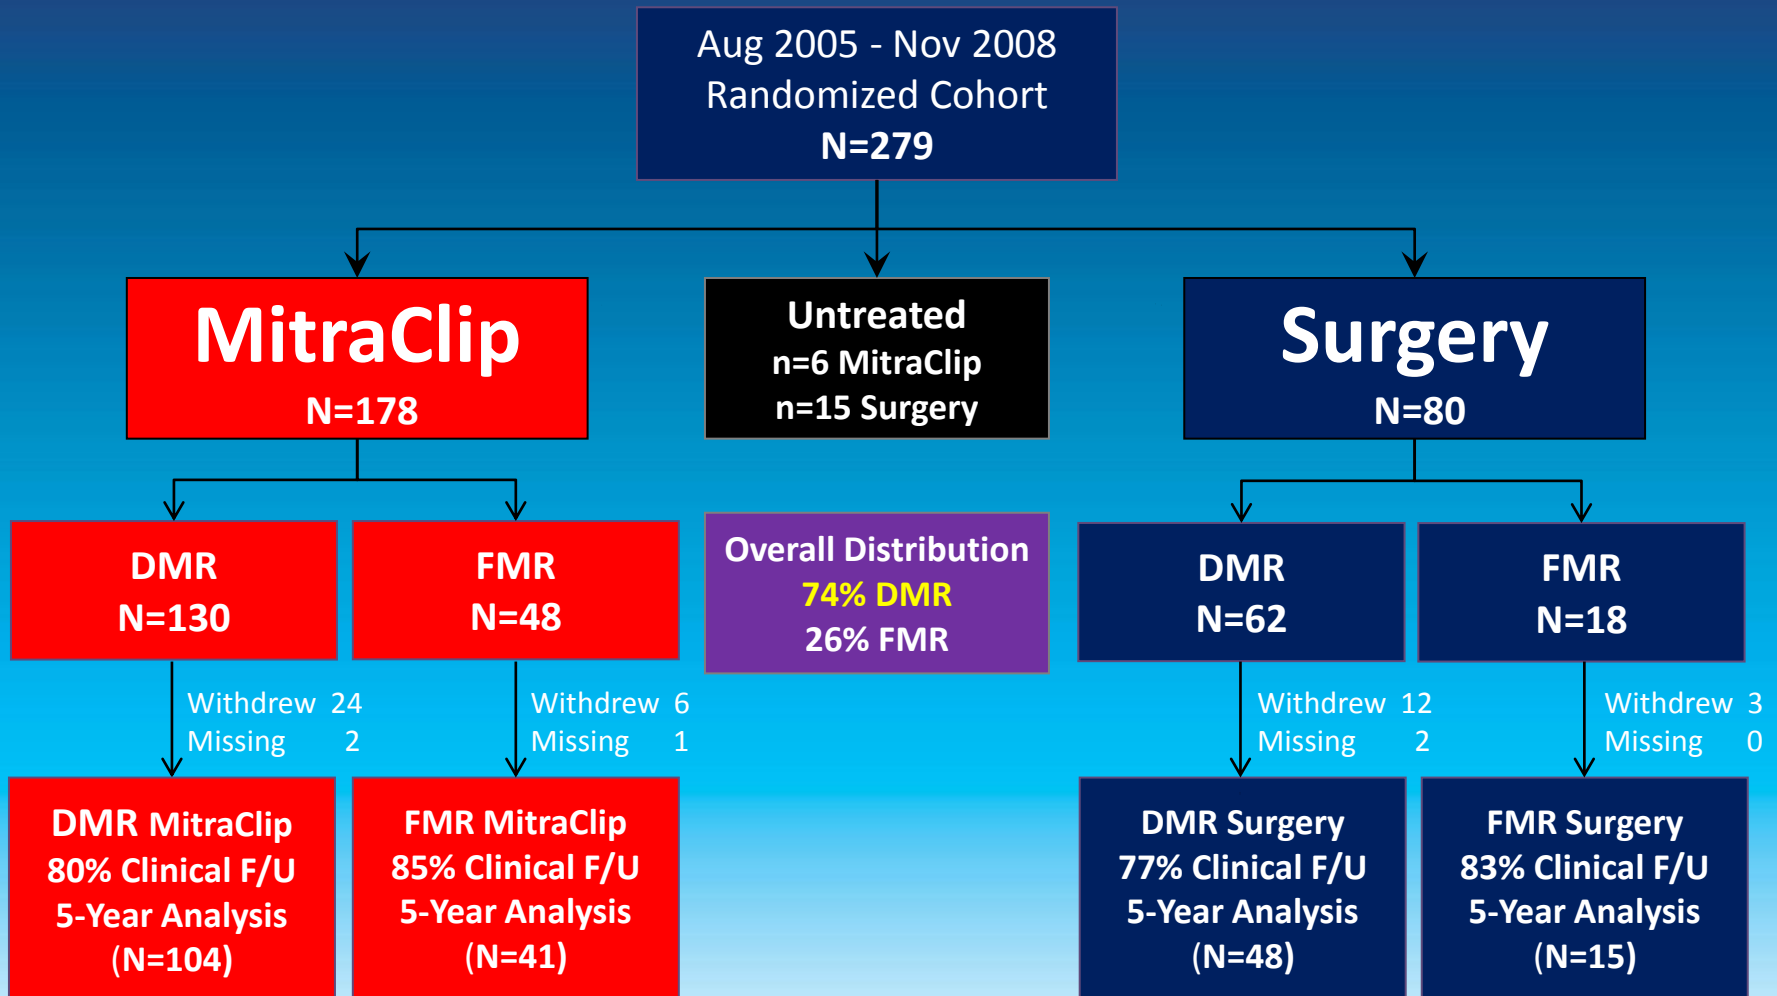 Aug 2005 - Nov 2008
Randomized Cohort
N=279
MitraClip
N=178
Untreated
n=6 MitraClip
n=15 Surgery
Surgery
N=80
DMR
N=130
FMR
N=48
Overall Distribution
74% DMR
26% FMR
DMR
N=62
FMR
N=18
Withdrew 24
Missing 2
Withdrew 6
Missing 1
Withdrew 12
Missing 2
Withdrew 3
Missing 0
DMR MitraClip
80% Clinical F/U
5-Year Analysis
(N=104)
FMR MitraClip
85% Clinical F/U
5-Year Analysis
(N=41)
DMR Surgery
77% Clinical F/U
5-Year Analysis
(N=48)
FMR Surgery
83% Clinical F/U
5-Year Analysis
(N=15)